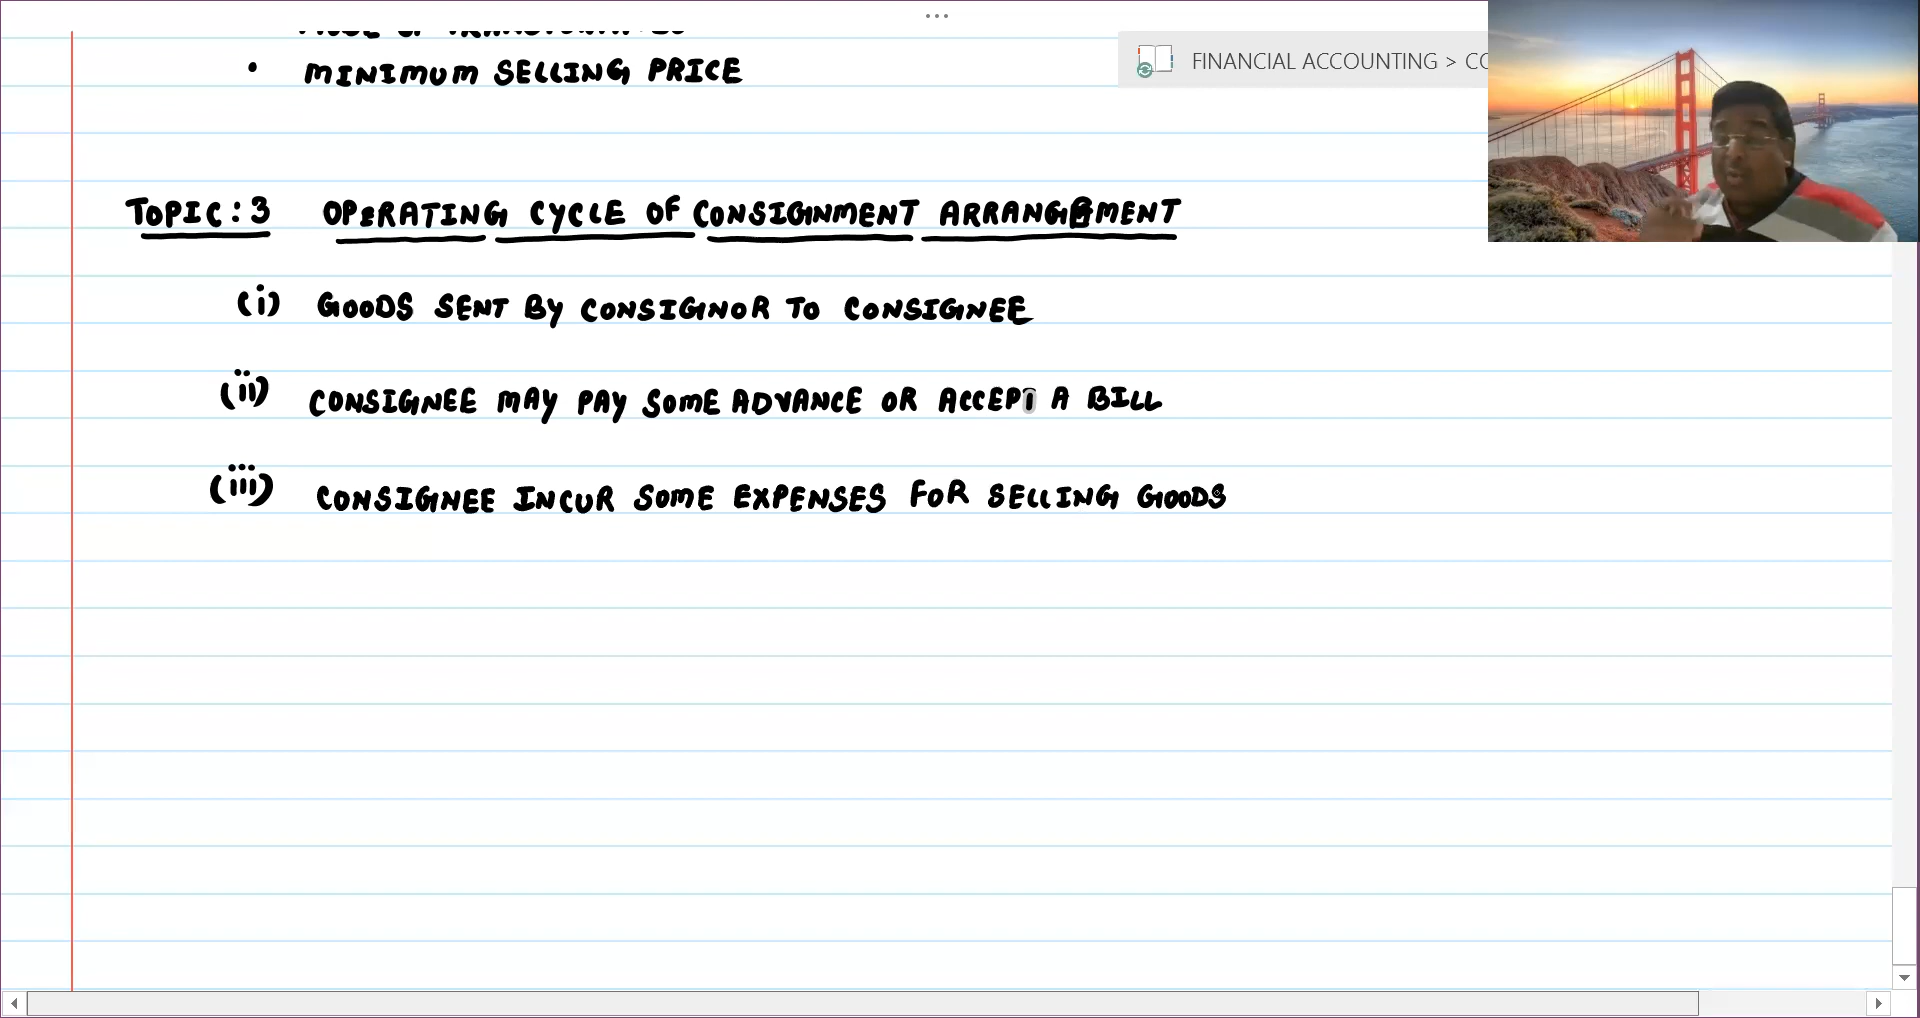 • MINIMUM SELLING PRICE
FINANCIAL ACCOUNTING >
TOPIC: 3 OPERATING CYCLE OF CONSIGNMENT ARRANGEMENT
(i) GOODS SENT BY CONSIGNOR TO CONSIGNEE
(ii) CONSIGNEE MAY PAY SOME ADVANCE OR ACCEPT A BILL
(iii) CONSIGNEE INCUR SOME EXPENSES FOR SELLING GOODS